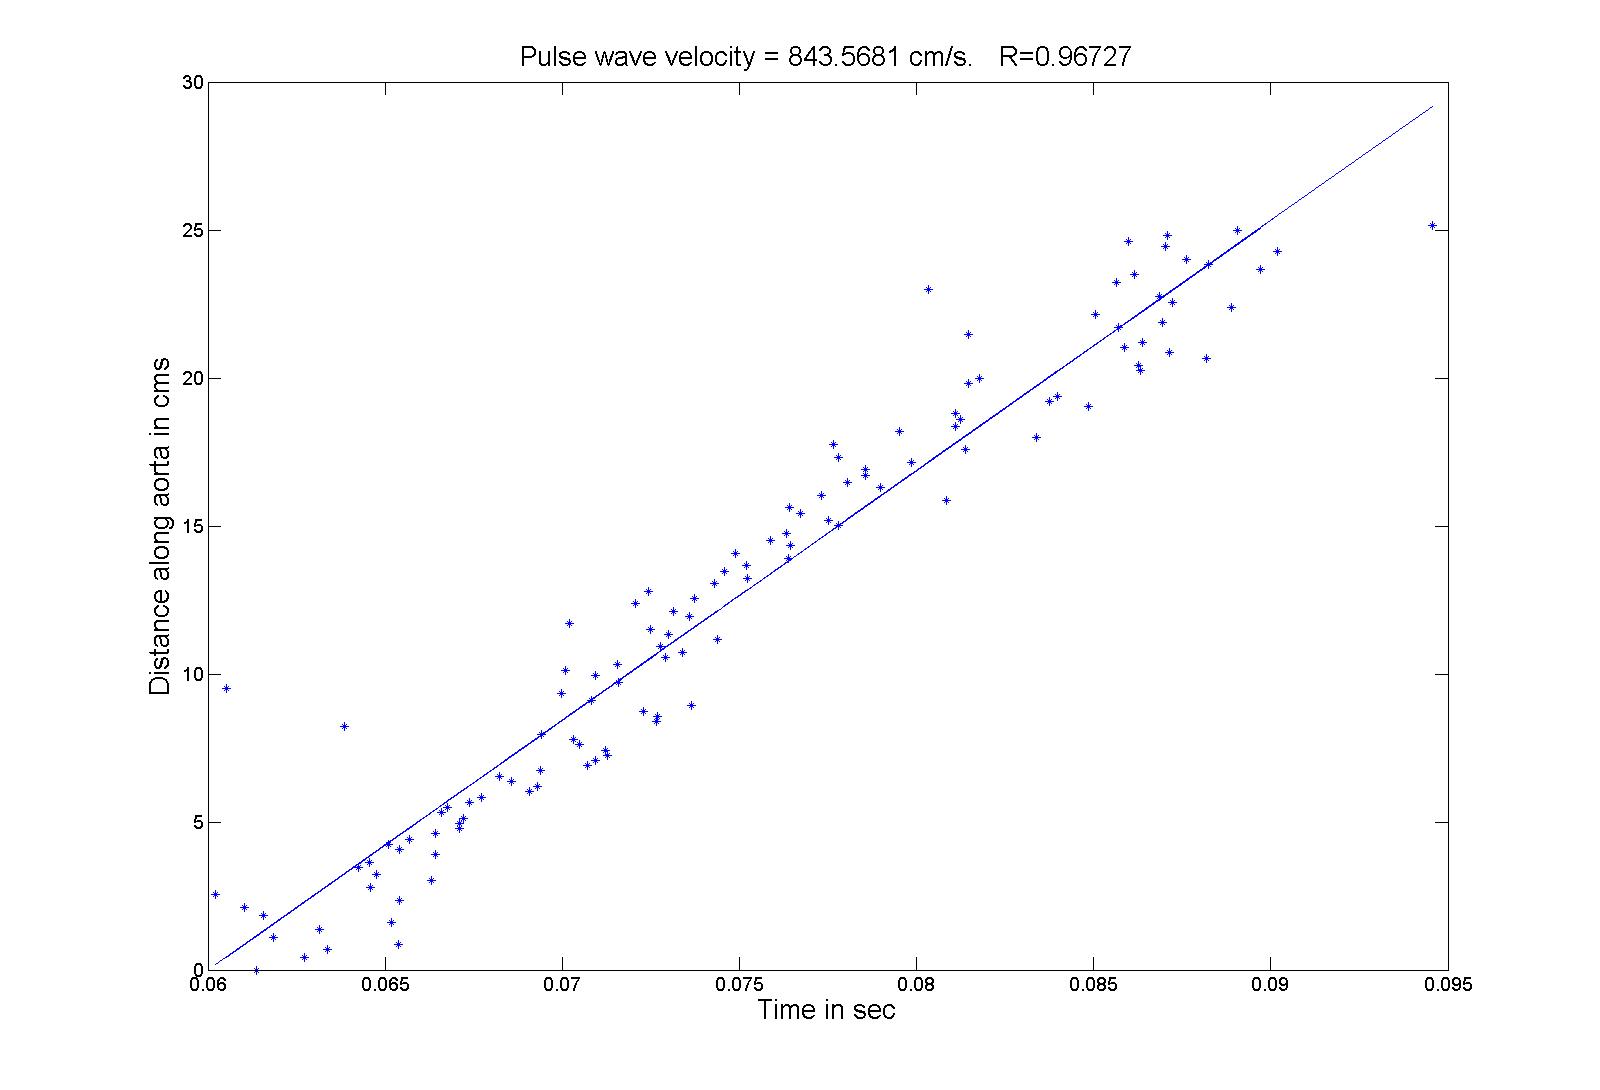 Pulse wave velocity = 843.5681 cm/s.   R=0.96727
30
25
20
15
10
5
0
Distance along aorta in cms
0.06 0.065 0.07 0.075 0.08 0.085 0.09 0.095
Time in sec